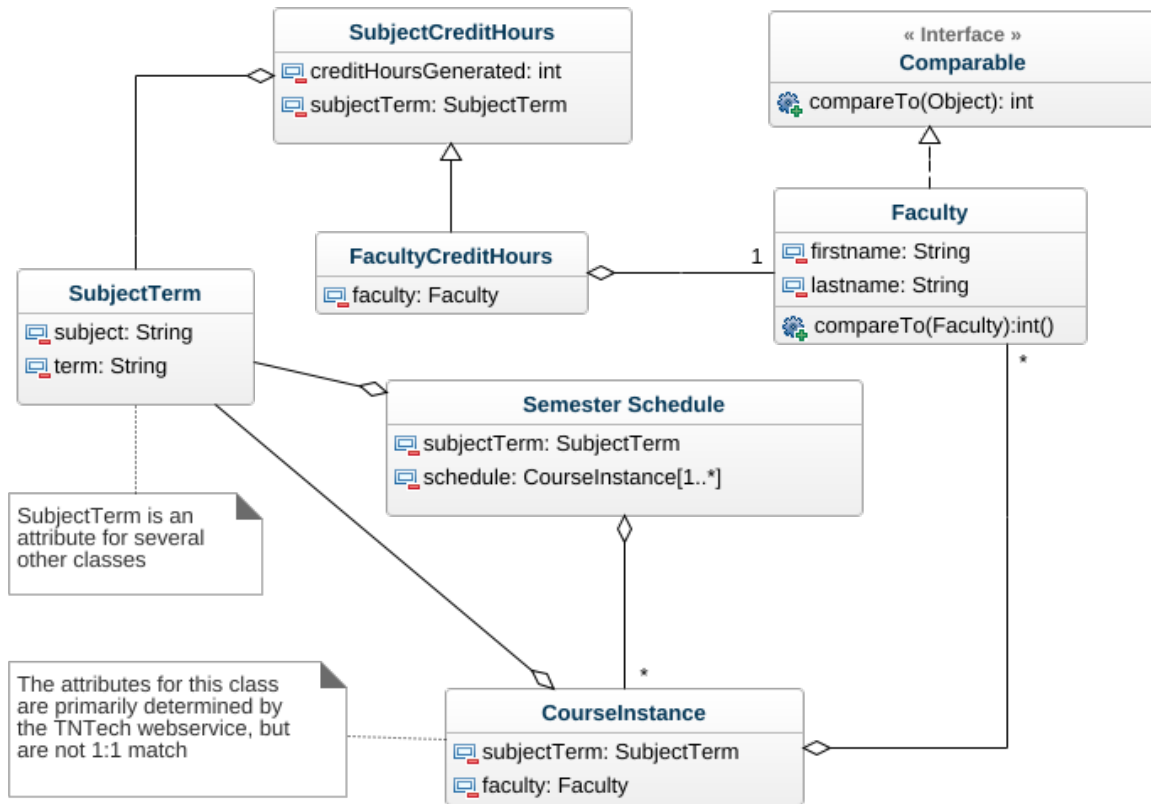 SubjectCreditHours
creditHoursGenerated: int
subjectTerm: SubjectTerm
« Interface »
Comparable
compareTo(Object): int
Faculty
firstname: String
lastname: String
compareTo(Faculty):int()
FacultyCreditHours
faculty: Faculty
1
*
SubjectTerm
subject: String
term: String
Semester Schedule
subjectTerm: SubjectTerm
schedule: CourseInstance[1..*]
SubjectTerm is an
attribute for several
other classes
*
The attributes for this class
are primarily determined by
the TNTech webservice, but
are not 1:1 match
CourseInstance
subjectTerm: SubjectTerm
faculty: Faculty